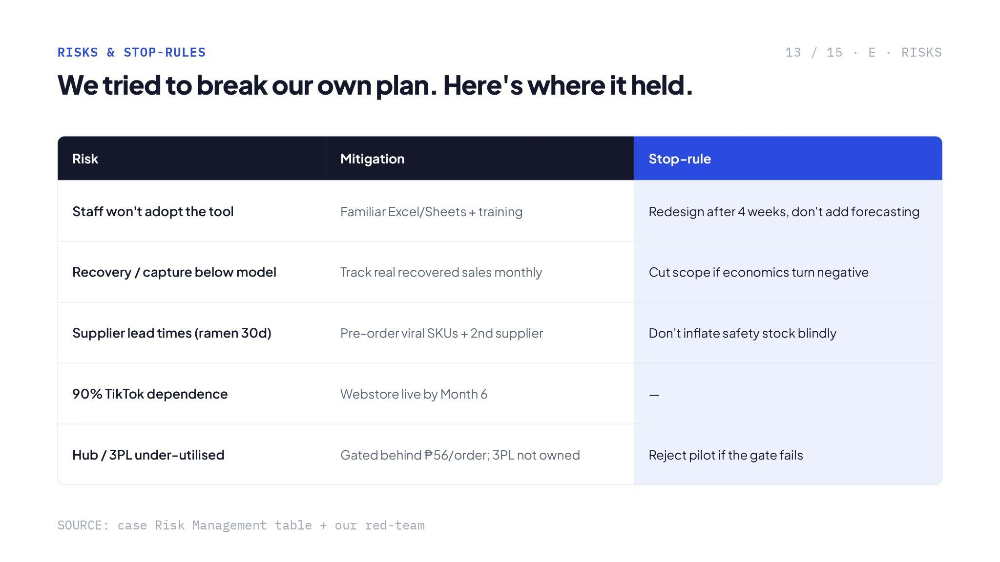 RISKS & STOP-RULES
13 / 15 · E · RISKS
We tried to break our own plan. Here's where it held.
Risk
Mitigation
Stop-rule
Staff won't adopt the tool
Familiar Excel/Sheets + training
Redesign after 4 weeks, don't add forecasting
Recovery / capture below model
Track real recovered sales monthly
Cut scope if economics turn negative
Supplier lead times (ramen 30d)
Pre-order viral SKUs + 2nd supplier
Don't inflate safety stock blindly
90% TikTok dependence
Webstore live by Month 6
—
Hub / 3PL under-utilised
Gated behind ₱56/order; 3PL not owned
Reject pilot if the gate fails
SOURCE: case Risk Management table + our red-team